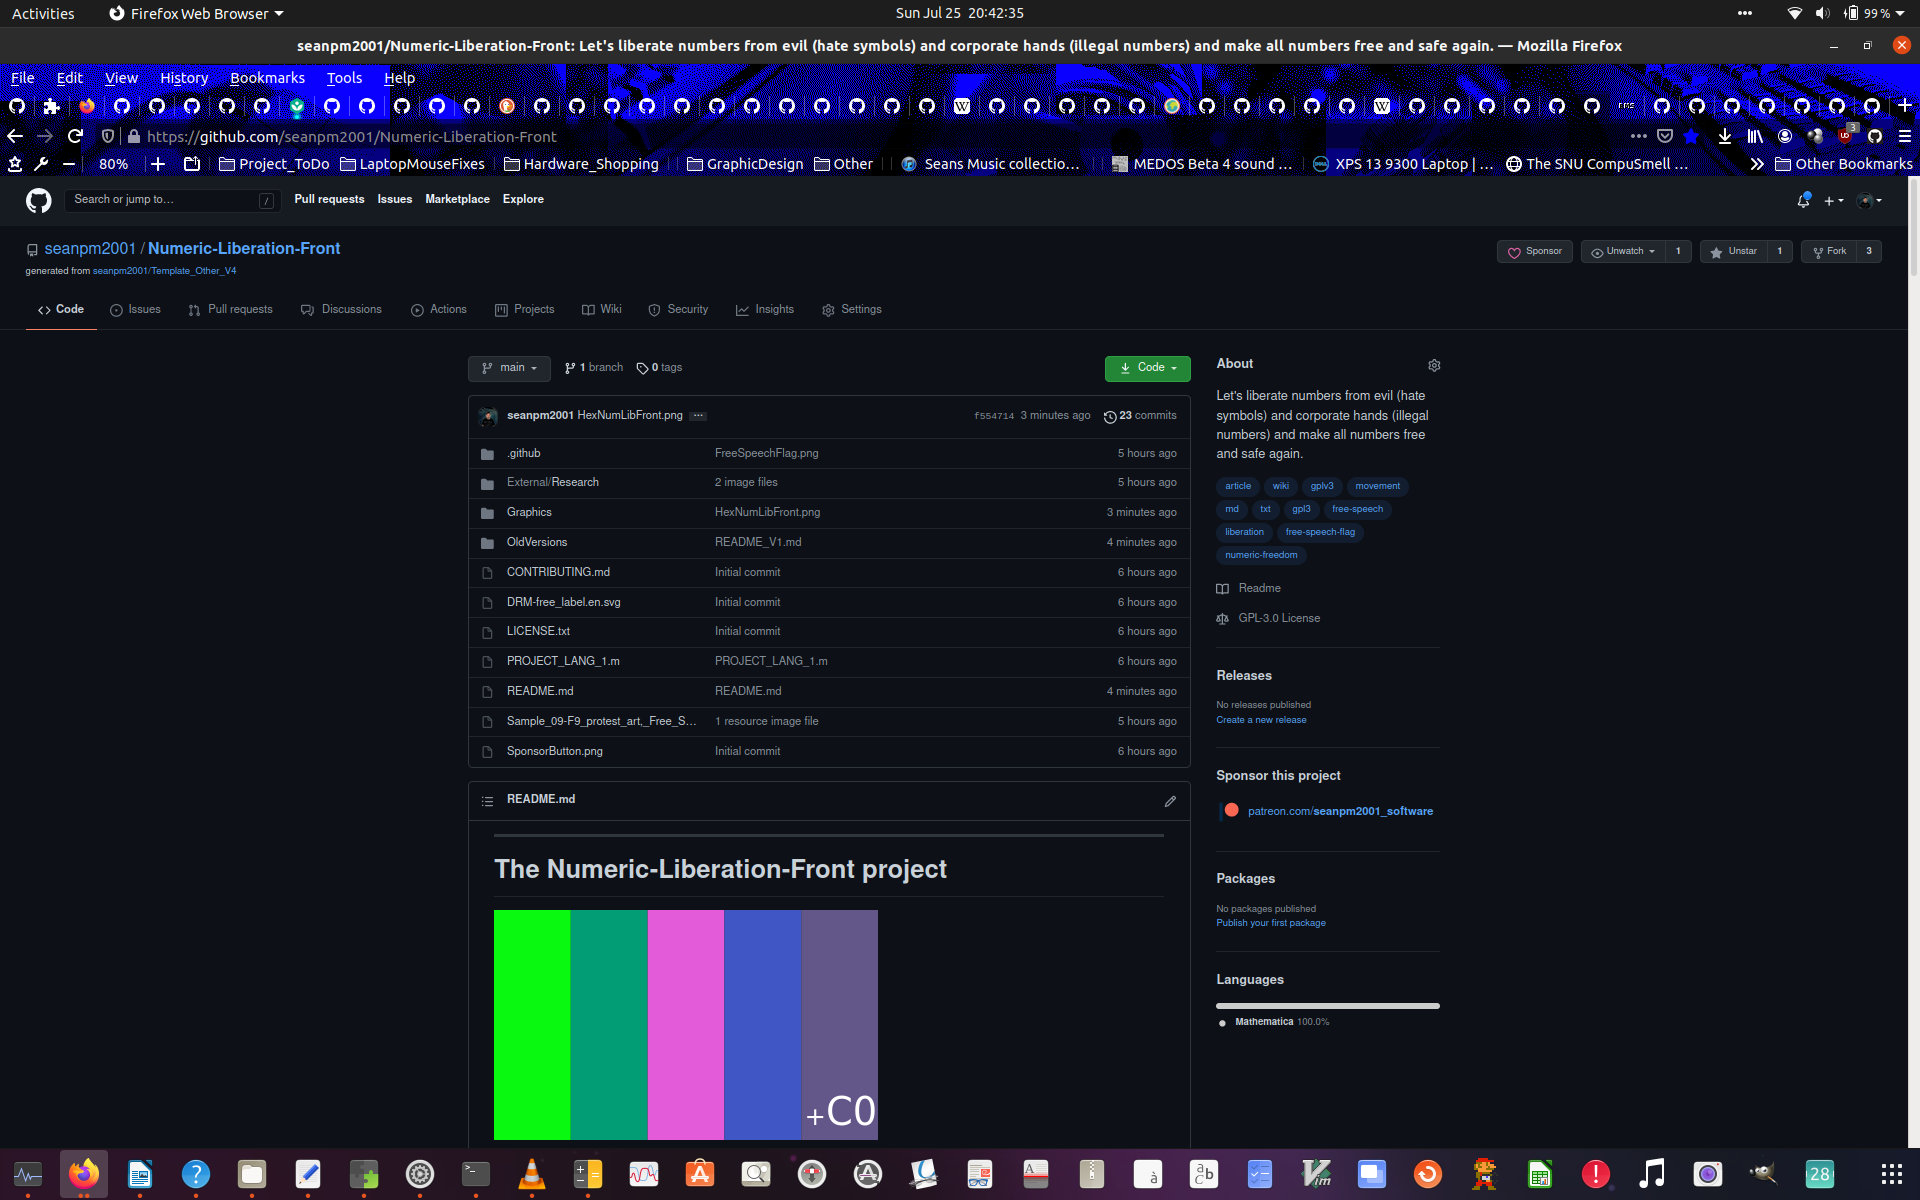 Activities Firefox Web Browser Sun Jul 25 20:42:35 99 %
seanpm2001/Numeric-Liberation-Front: Let's liberate numbers from evil (hate symbols) and corporate hands (illegal numbers) and make all numbers free and safe again. — Mozilla Firefox
File Edit View History Bookmarks Tools Help
https://github.com/seanpm2001/Numeric-Liberation-Front 3
80% Project_ToDo LaptopMouseFixes Hardware_Shopping GraphicDesign Other Seans Music collectio… MEDOS Beta 4 sound … XPS 13 9300 Laptop | … The SNU CompuSmell … Other Bookmarks
Search or jump to… / Pull requests Issues Marketplace Explore
seanpm2001 / Numeric-Liberation-Front Sponsor Unwatch 1 Unstar 1 Fork 3
generated from seanpm2001/Template_Other_V4
Code Issues Pull requests Discussions Actions Projects Wiki Security Insights Settings
main 1 branch 0 tags Code
seanpm2001 HexNumLibFront.png ... f554714 3 minutes ago 23 commits
.github FreeSpeechFlag.png 5 hours ago
External/Research 2 image files 5 hours ago
Graphics HexNumLibFront.png 3 minutes ago
OldVersions README_V1.md 4 minutes ago
CONTRIBUTING.md Initial commit 6 hours ago
DRM-free_label.en.svg Initial commit 6 hours ago
LICENSE.txt Initial commit 6 hours ago
PROJECT_LANG_1.m PROJECT_LANG_1.m 6 hours ago
README.md README.md 4 minutes ago
Sample_09-F9_protest_art,_Free_S… 1 resource image file 5 hours ago
SponsorButton.png Initial commit 6 hours ago
README.md
The Numeric-Liberation-Front project
+C0
About
Let's liberate numbers from evil (hate
symbols) and corporate hands (illegal
numbers) and make all numbers free
and safe again.
article wiki gplv3 movement
md txt gpl3 free-speech
liberation free-speech-flag
numeric-freedom
Readme
GPL-3.0 License
Releases
No releases published
Create a new release
Sponsor this project
patreon.com/seanpm2001_software
Packages
No packages published
Publish your first package
Languages
Mathematica 100.0%
28